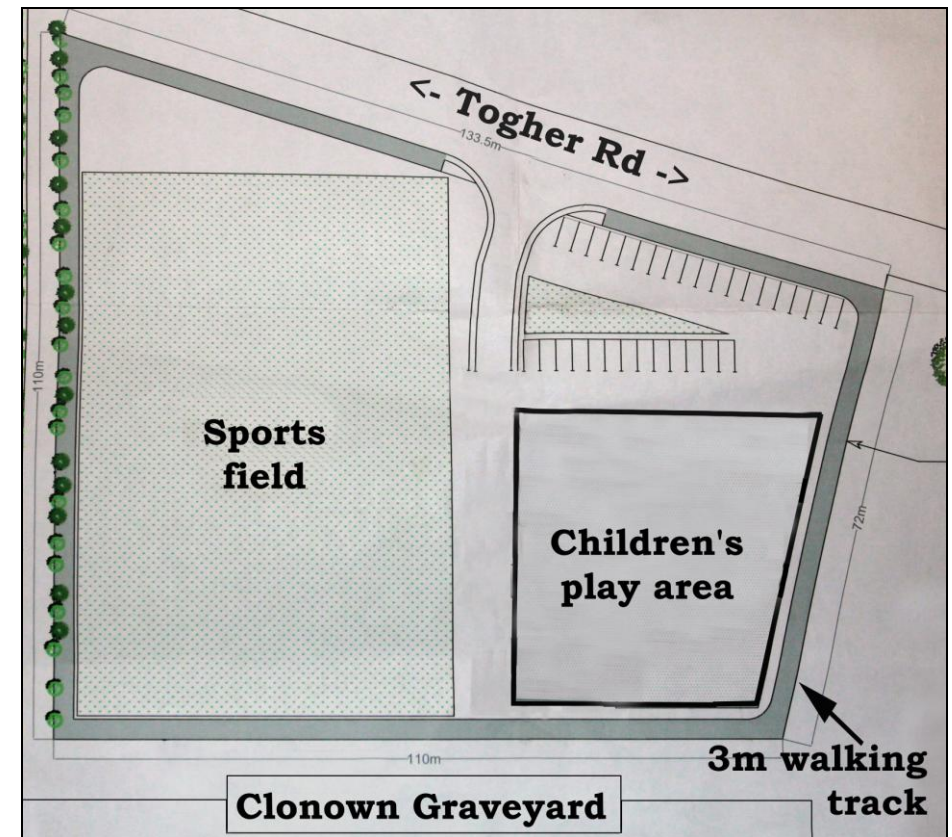 <- Togher Rd ->
133.5m
110m
Sports
field
Children's
play area
72m
110m
3m walking
track
Clonown Graveyard